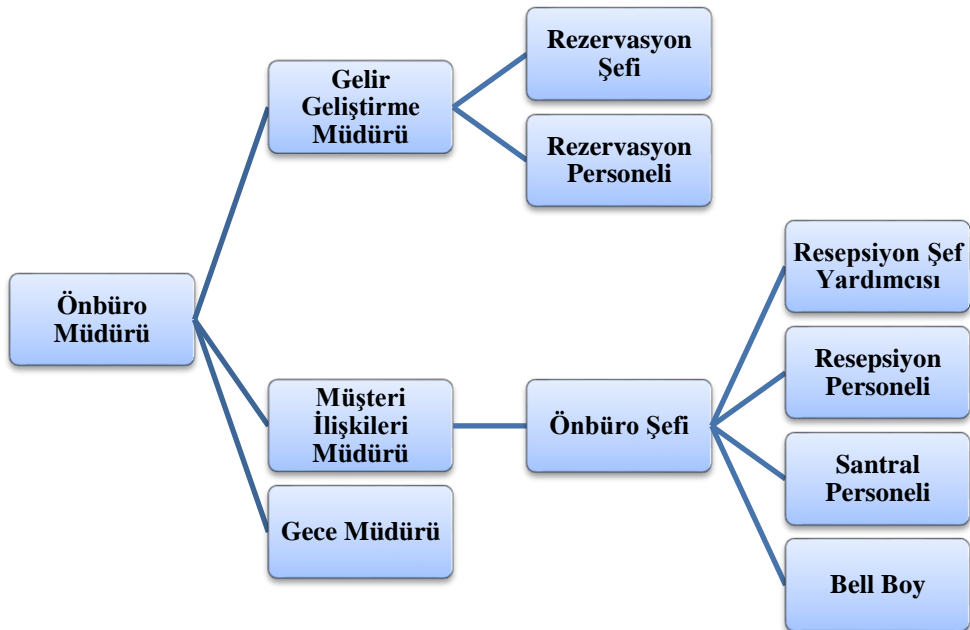 Önbüro
Müdürü
Gelir
Geliştirme
Müdürü
Rezervasyon
Şefi
Rezervasyon
Personeli
Müşteri
İlişkileri
Müdürü
Önbüro Şefi
Resepsiyon Şef
Yardımcısı
Resepsiyon
Personeli
Santral
Personeli
Bell Boy
Gece Müdürü